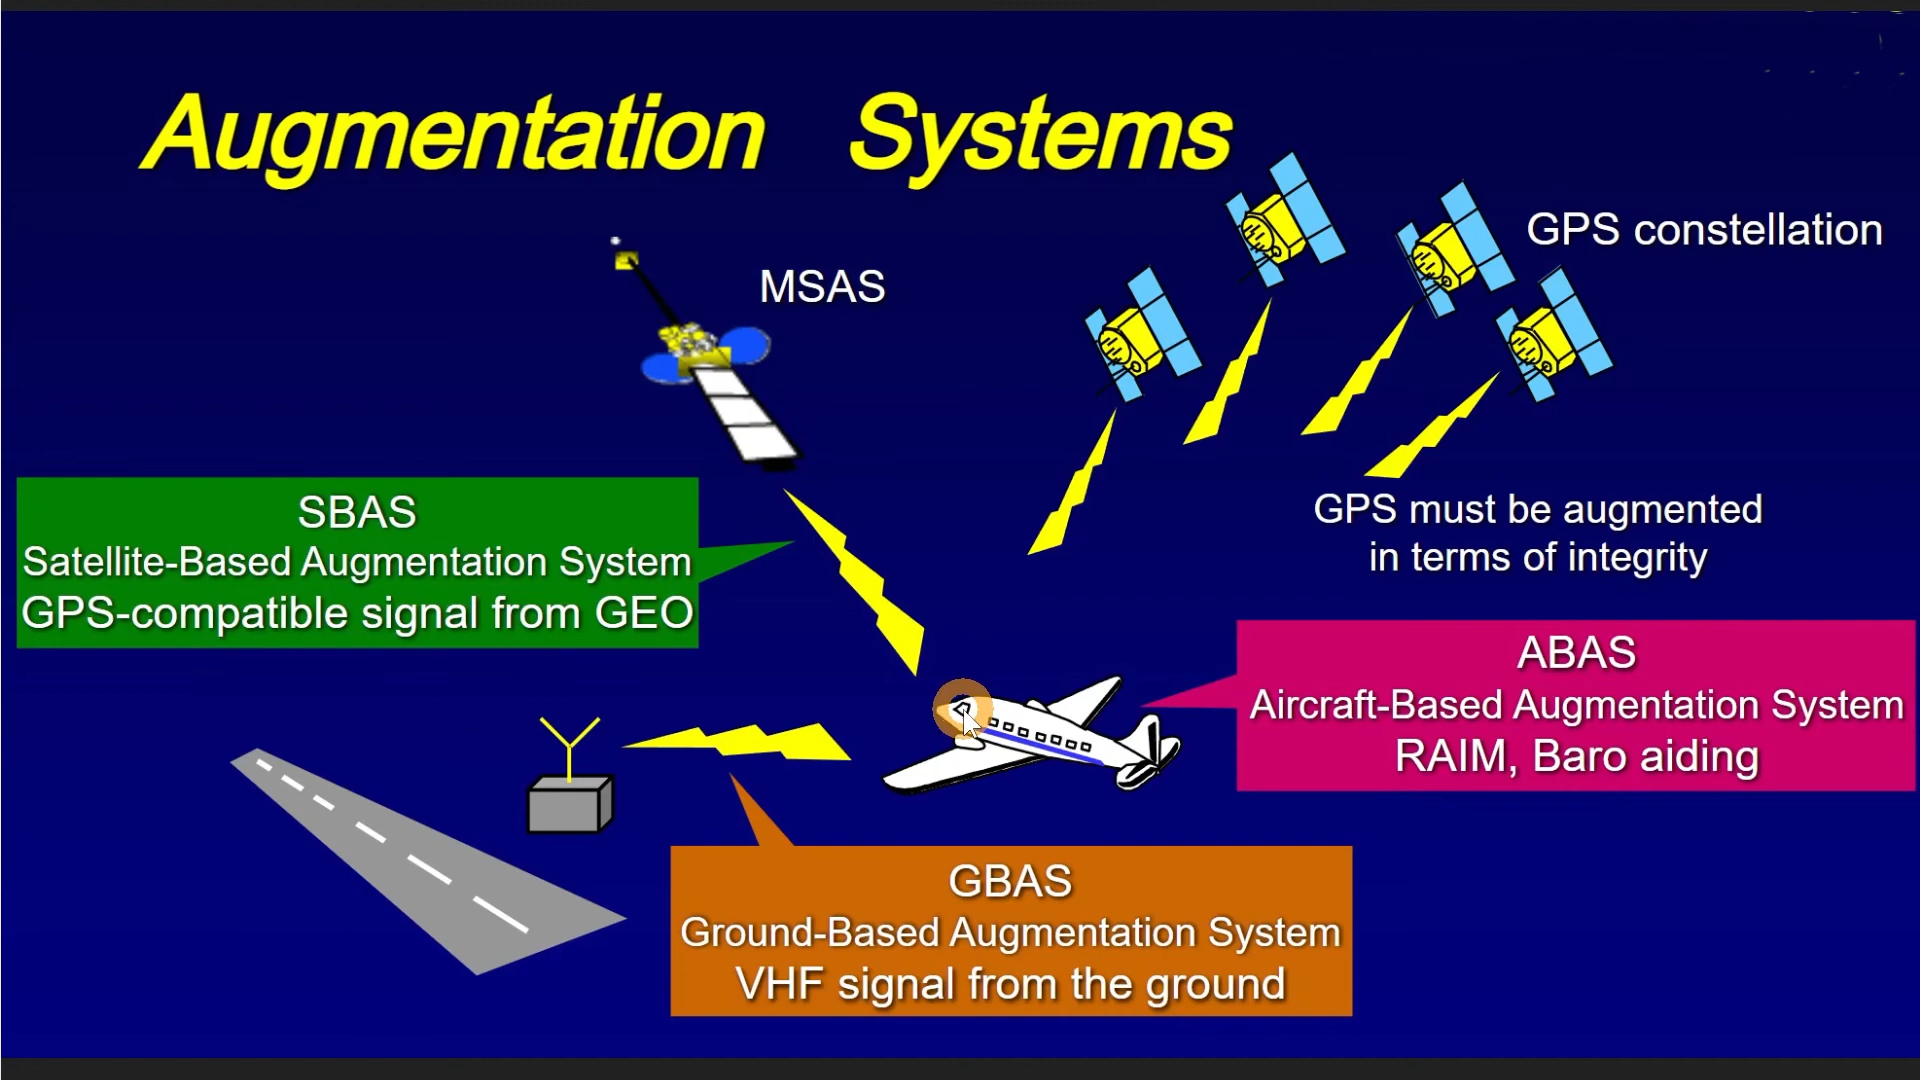 Augmentation Systems
MSAS
GPS constellation
SBAS
Satellite-Based Augmentation System
GPS-compatible signal from GEO
GPS must be augmented
in terms of integrity
ABAS
Aircraft-Based Augmentation System
RAIM, Baro aiding
GBAS
Ground-Based Augmentation System
VHF signal from the ground